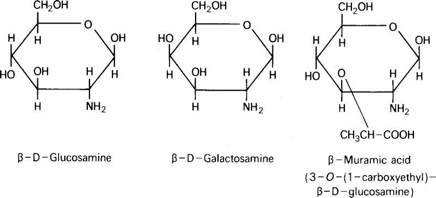 CH₂OH
H
H
O
OH
HO
OH
H
H
H
NH₂
β-D-Glucosamine
CH₂OH
H
H
O
OH
HO
OH
H
H
H
NH₂
β-D-Galactosamine
CH₂OH
H
H
O
OH
HO
O
H
H
H
NH₂
CH₃CH-COOH
β-Muramic acid
(3-O-(1-carboxyethyl)-
β-D-glucosamine)